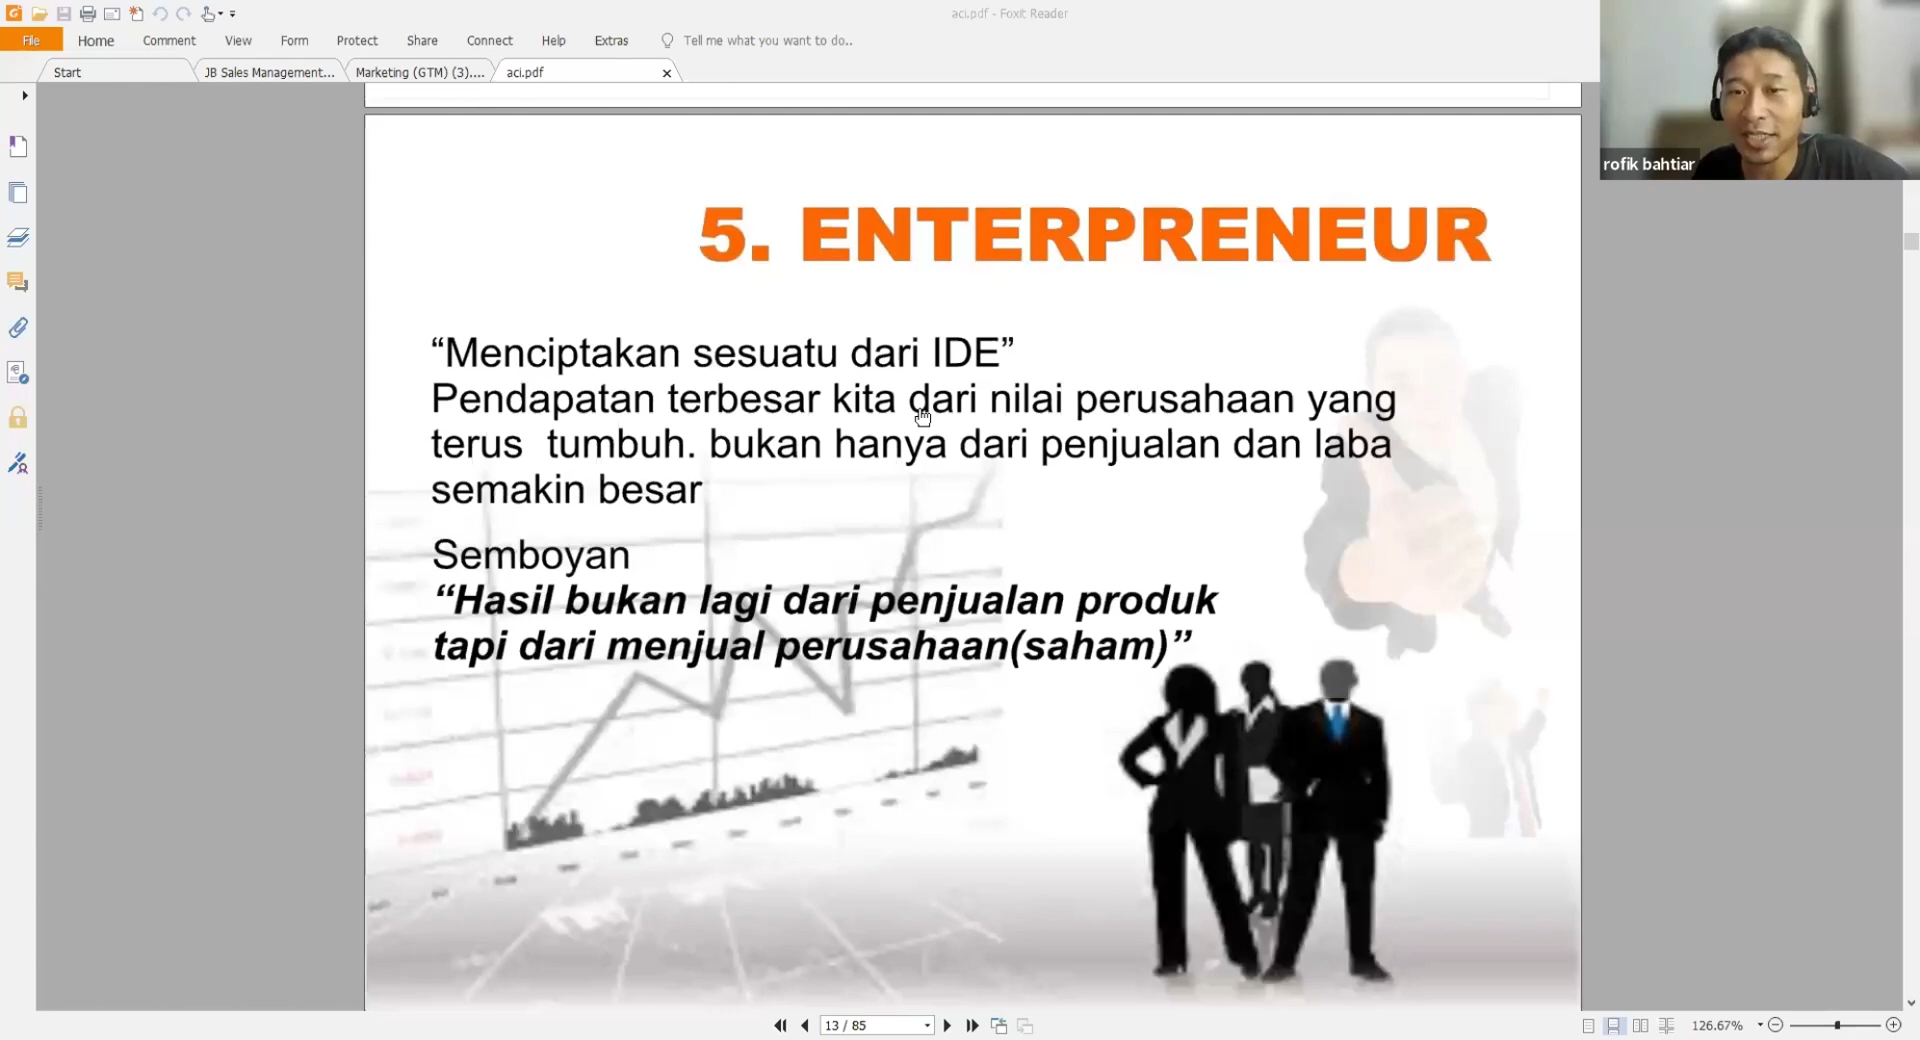 aci.pdf - Foxit Reader
File Home Comment View Form Protect Share Connect Help Extras Tell me what you want to do..
Start JB Sales Management... Marketing (GTM) (3).... aci.pdf
rofik bahtiar
5. ENTERPRENEUR
“Menciptakan sesuatu dari IDE”
Pendapatan terbesar kita dari nilai perusahaan yang
terus tumbuh. bukan hanya dari penjualan dan laba
semakin besar
Semboyan
“Hasil bukan lagi dari penjualan produk
tapi dari menjual perusahaan(saham)”
13 / 85
126.67%